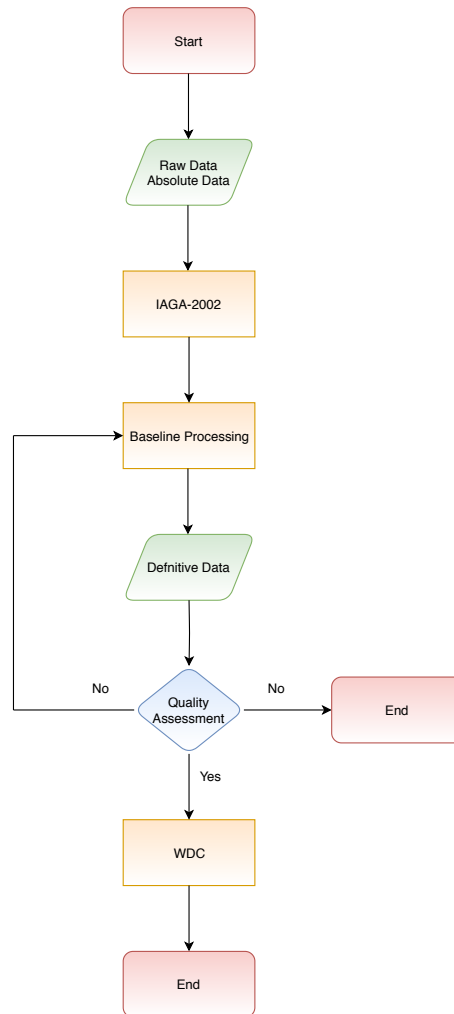 Start
Raw Data
Absolute Data
IAGA-2002
Baseline Processing
Defnitive Data
No
Quality
Assessment
No
End
Yes
WDC
End